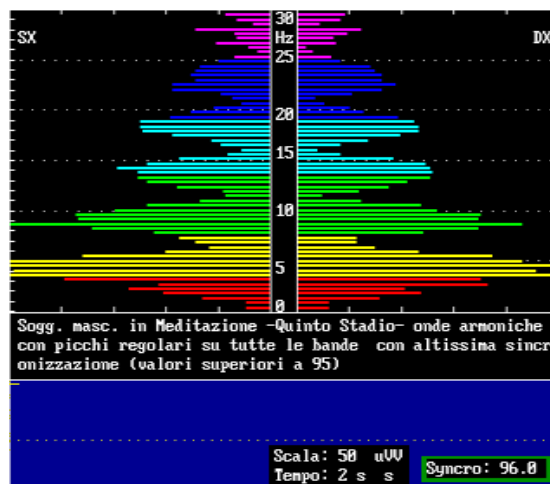 30
SX Hz DX
25
20
15
10
5
0
Sogg. masc. in Meditazione -Quinto Stadio- onde armoniche
con picchi regolari su tutte le bande con altissima sincr
onizzazione (valori superiori a 95)
Scala: 50 uVV
Tempo: 2 s s
Syncro: 96.0